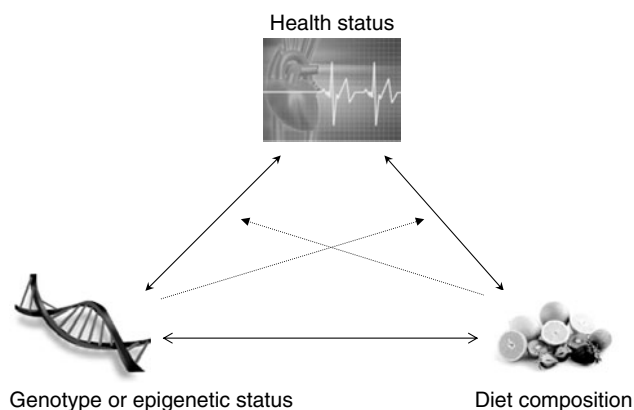 Health status
Genotype or epigenetic status
Diet composition